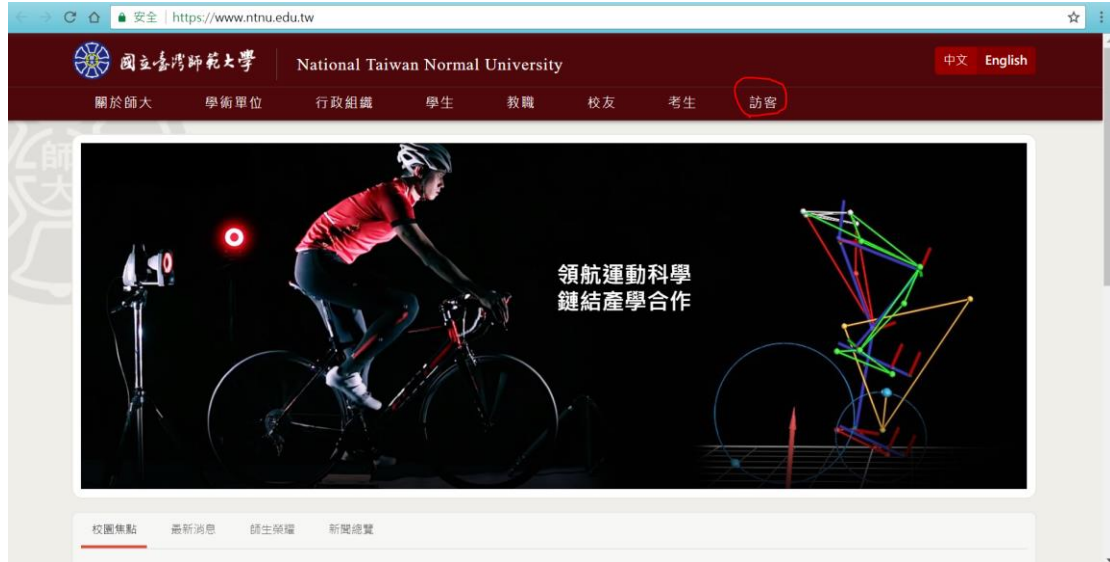 安全 https://www.ntnu.edu.tw
國立臺灣師範大學 National Taiwan Normal University 中文 English
關於師大 學術單位 行政組織 學生 教職 校友 考生 訪客
師大
領航運動科學
鏈結產學合作
校園焦點 最新消息 師生榮耀 新聞總覽